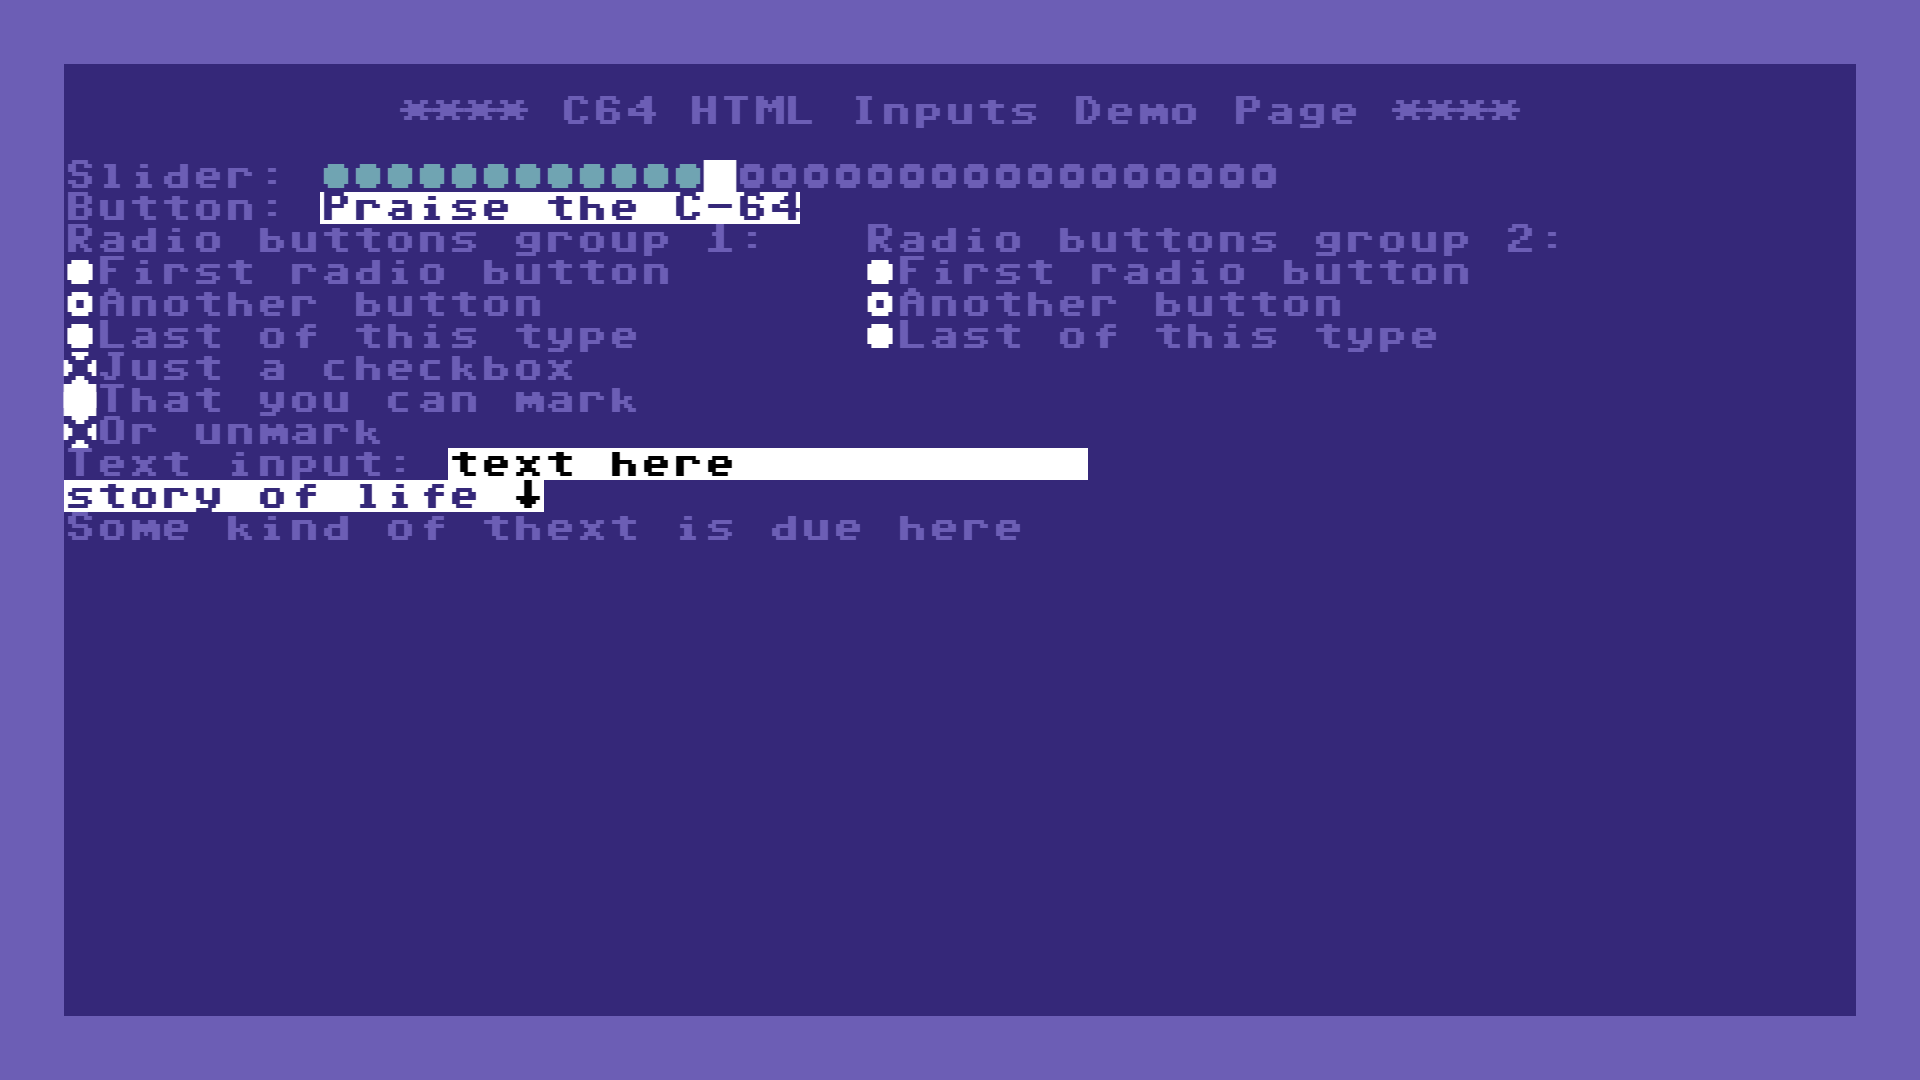 **** C64 HTML Inputs Demo Page ****
Slider:
Button: Praise the C-64
Radio buttons group 1: Radio buttons group 2:
First radio button First radio button
Another button Another button
Last of this type Last of this type
Just a checkbox
That you can mark
Or unmark
Text input: text here
story of life ↓
Some kind of thext is due here